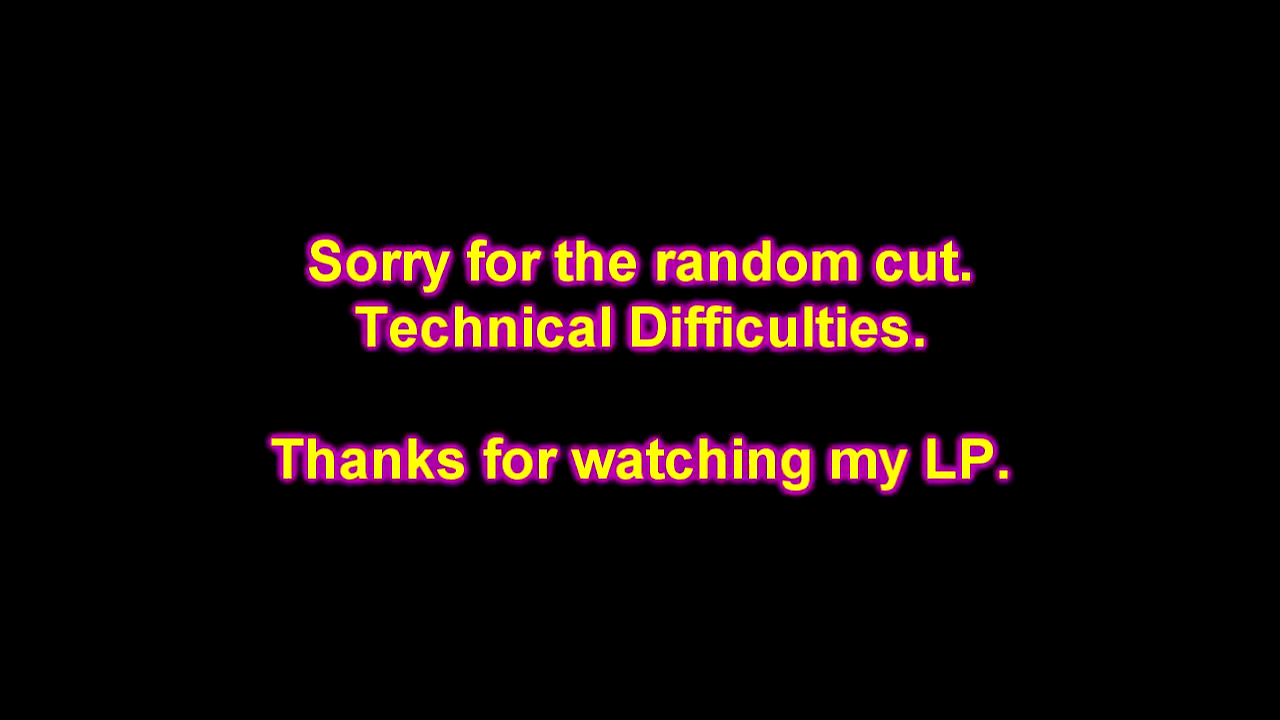 Sorry for the random cut.
Technical Difficulties.
Thanks for watching my LP.